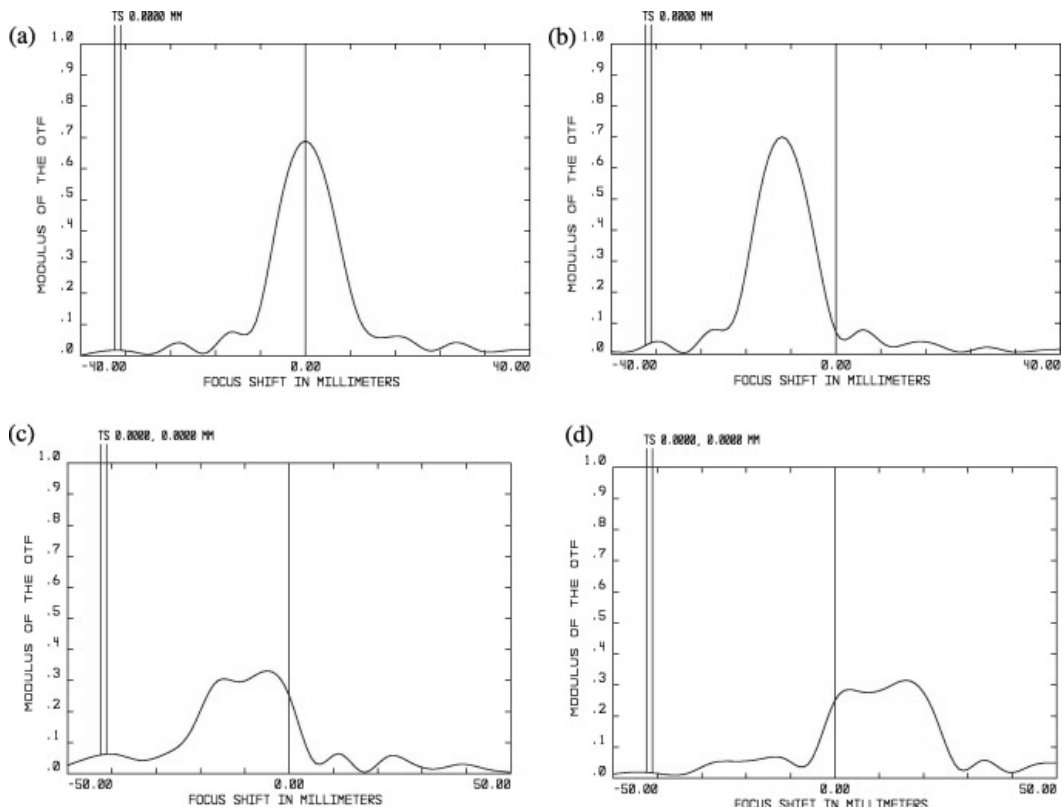 (a)
TS 0.0000 MM
1.0
.9
.8
.7
.6
.5
.4
.3
.2
.1
.0
MODULUS OF THE OTF
-40.00 0.00 40.00
FOCUS SHIFT IN MILLIMETERS
(b)
TS 0.0000 MM
1.0
.9
.8
.7
.6
.5
.4
.3
.2
.1
.0
MODULUS OF THE OTF
-40.00 0.00 40.00
FOCUS SHIFT IN MILLIMETERS
(c)
TS 0.0000, 0.0000 MM
1.0
.9
.8
.7
.6
.5
.4
.3
.2
.1
.0
MODULUS OF THE OTF
-50.00 0.00 50.00
FOCUS SHIFT IN MILLIMETERS
(d)
TS 0.0000, 0.0000 MM
1.0
.9
.8
.7
.6
.5
.4
.3
.2
.1
.0
MODULUS OF THE OTF
-50.00 0.00 50.00
FOCUS SHIFT IN MILLIMETERS